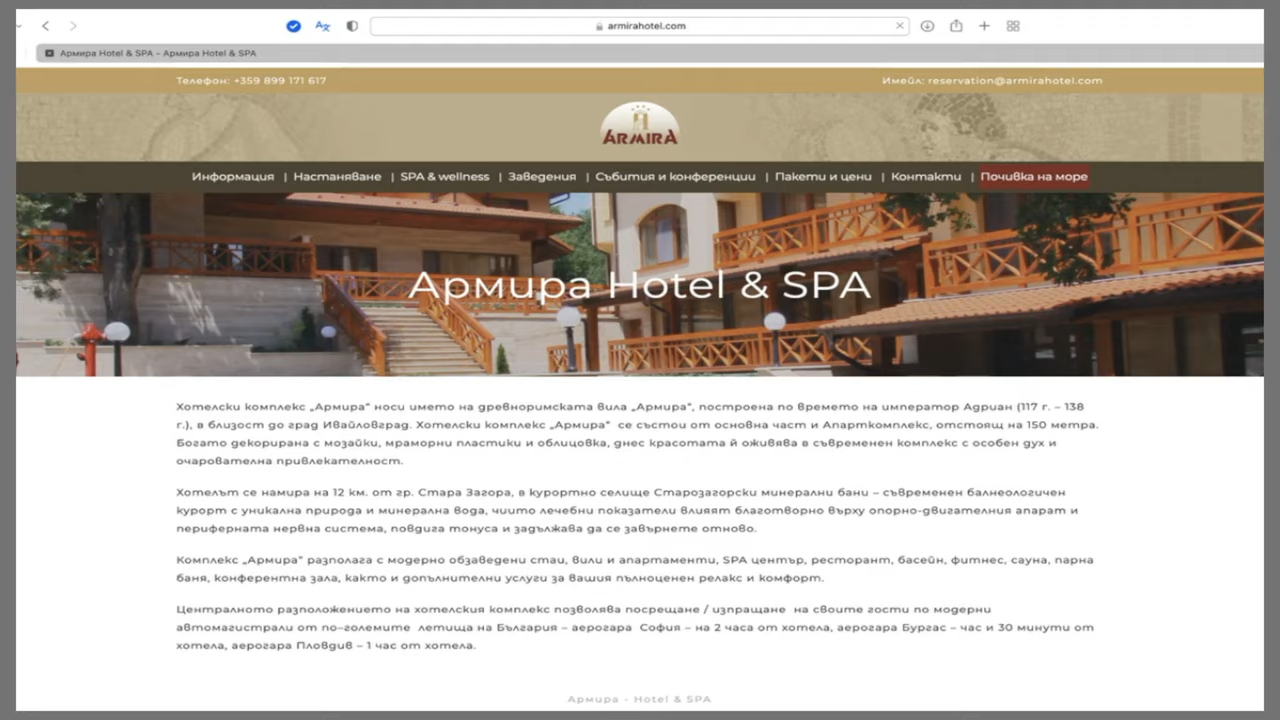 armirahotel.com
Армира Hotel & SPA – Армира Hotel & SPA
Телефон: +359 899 171 617
Имейл: reservation@armirahotel.com
ARMIRA
Информация | Настаняване | SPA & wellness | Заведения | Събития и конференции | Пакети и цени | Контакти | Почивка на море
Армира Hotel & SPA
Хотелски комплекс „Армира“ носи името на древноримската вила „Армира“, построена по времето на император Адриан (117 г. – 138
г.), в близост до град Ивайловград. Хотелски комплекс „Армира“ се състои от основна част и Апарткомплекс, отстоящ на 150 метра.
Богато декорирана с мозайки, мраморни пластики и облицовка, днес красотата й оживява в съвременен комплекс с особен дух и
очарователна привлекателност.
Хотелът се намира на 12 км. от гр. Стара Загора, в курортно селище Старозагорски минерални бани – съвременен балнеологичен
курорт с уникална природа и минерална вода, чиито лечебни показатели влияят благотворно върху опорно-двигателния апарат и
периферната нервна система, повдига тонуса и задължава да се завърнете отново.
Комплекс „Армира“ разполага с модерно обзаведени стаи, вили и апартаменти, SPA център, ресторант, басейн, фитнес, сауна, парна
баня, конферентна зала, както и допълнителни услуги за вашия пълноценен релакс и комфорт.
Централното разположението на хотелския комплекс позволява посрещане / изпращане на своите гости по модерни
автомагистрали от по–големите летища на България – аерогара София – на 2 часа от хотела, аерогара Бургас – час и 30 минути от
хотела, аерогара Пловдив – 1 час от хотела.
Армира - Hotel & SPA